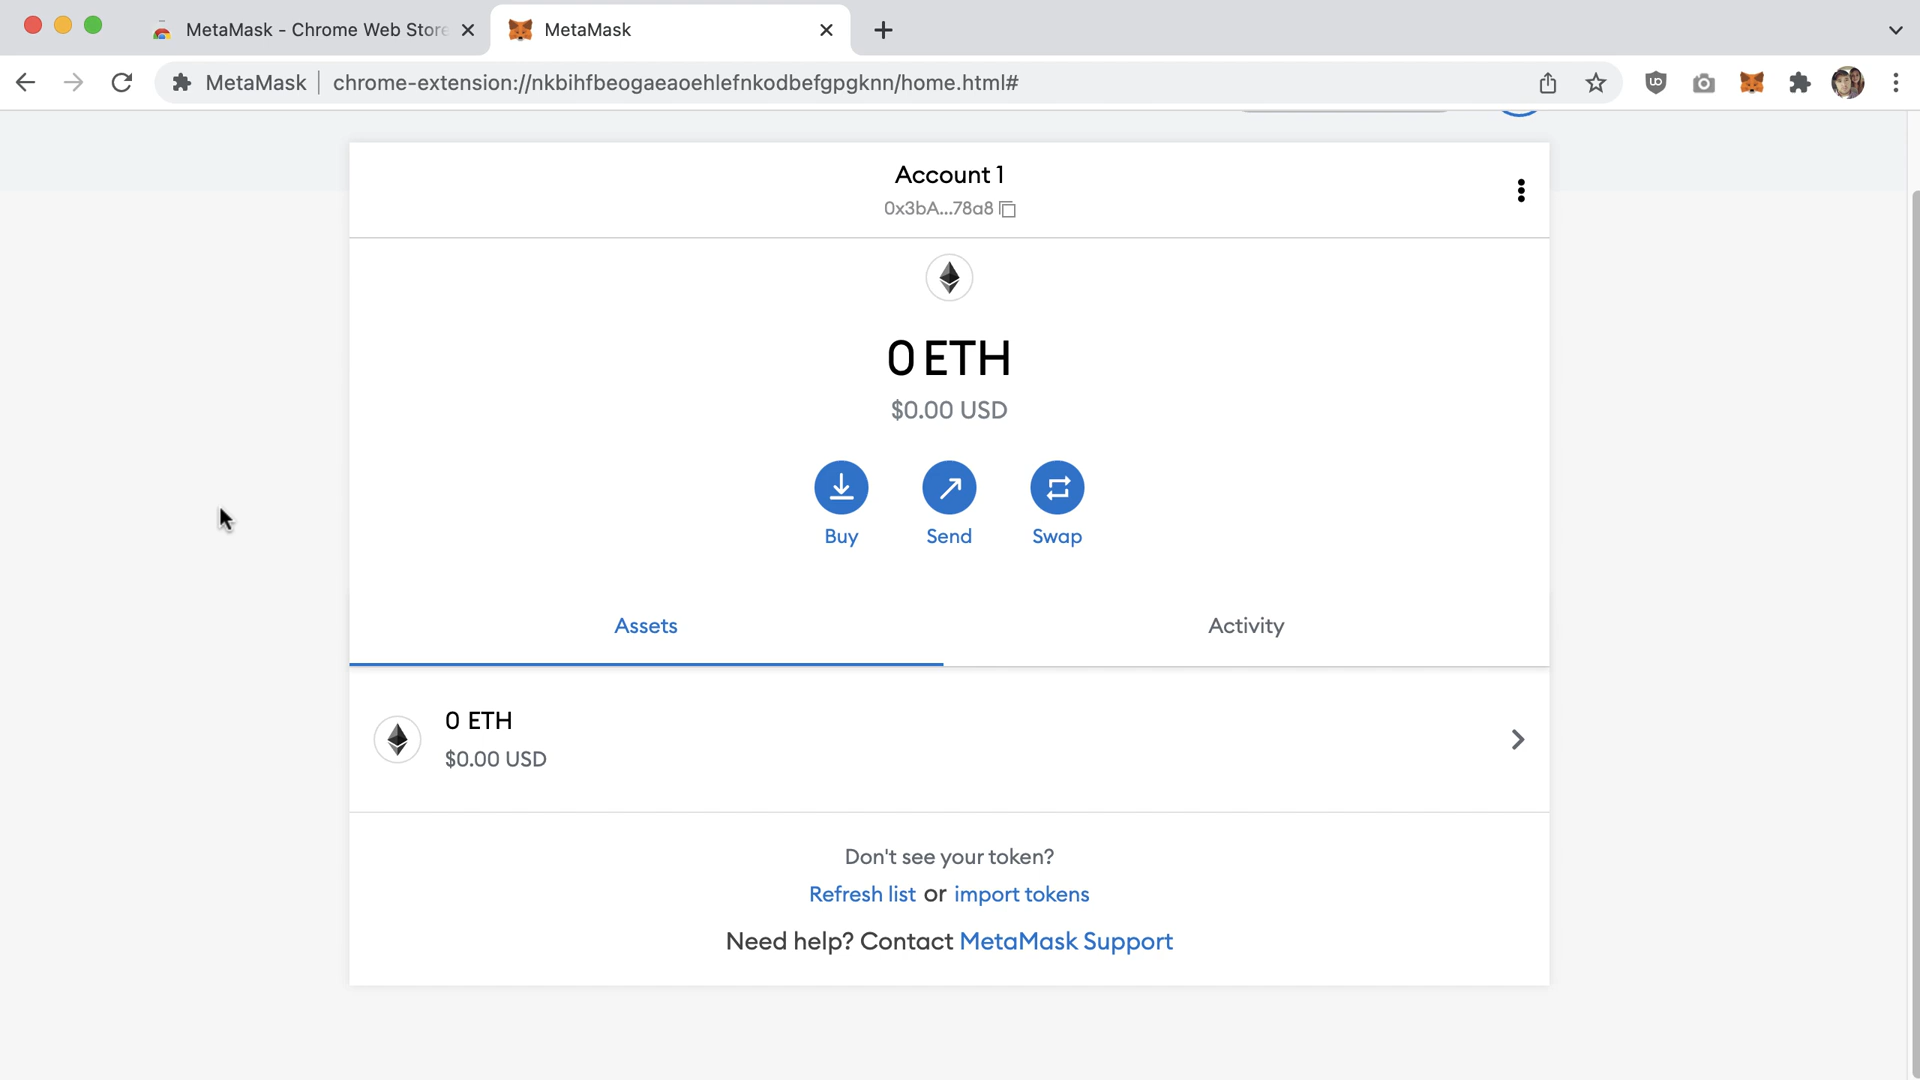 MetaMask - Chrome Web Store
MetaMask
MetaMask
chrome-extension://nkbihfbeogaeaoehlefnkodbefgpgknn/home.html#
Account 1
0x3bA...78a8
0 ETH
$0.00 USD
Buy
Send
Swap
Assets
Activity
0 ETH
$0.00 USD
Don't see your token?
Refresh list or import tokens
Need help? Contact MetaMask Support